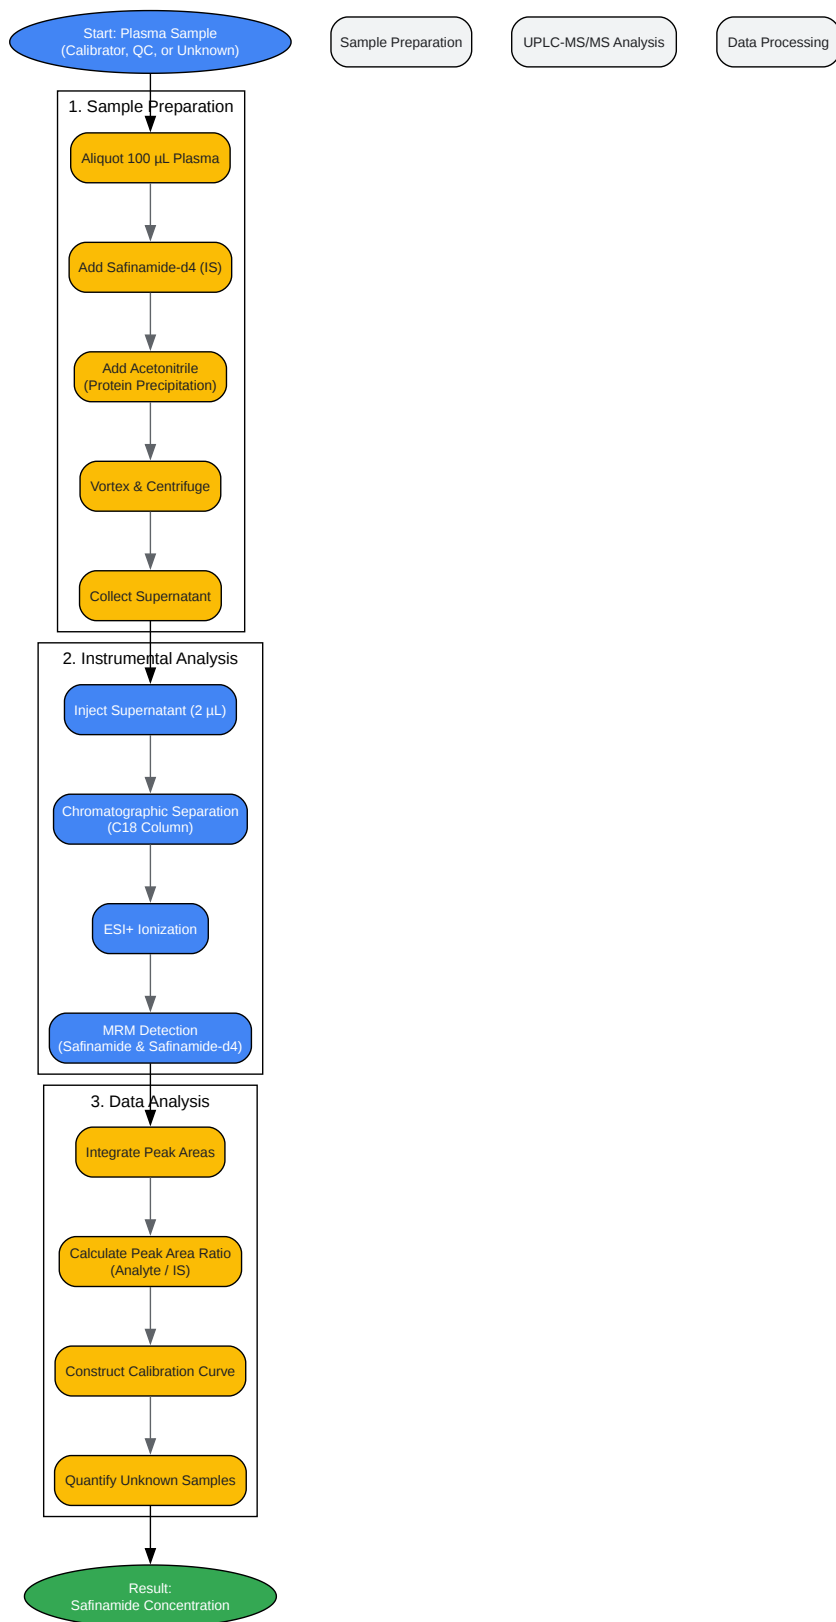 Start: Plasma Sample
(Calibrator, QC, or Unknown)
Sample Preparation
UPLC-MS/MS Analysis
Data Processing
1. Sample Preparation
Aliquot 100 µL Plasma
Add Safinamide-d4 (IS)
Add Acetonitrile
(Protein Precipitation)
Vortex & Centrifuge
Collect Supernatant
2. Instrumental Analysis
Inject Supernatant (2 µL)
Chromatographic Separation
(C18 Column)
ESI+ Ionization
MRM Detection
(Safinamide & Safinamide-d4)
3. Data Analysis
Integrate Peak Areas
Calculate Peak Area Ratio
(Analyte / IS)
Construct Calibration Curve
Quantify Unknown Samples
Result:
Safinamide Concentration